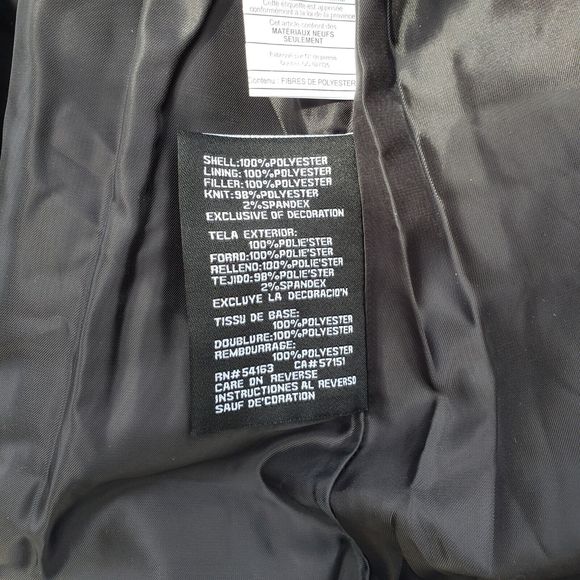 Cette étiquette est apposée
conformément à la loi de la province
Cet article contient des
MATÉRIAUX NEUFS
SEULEMENT
Contenu: FIBRES DE POLYESTER
SHELL:100%POLYESTER
LINING:100%POLYESTER
FILLER:100%POLYESTER
KNIT:98%POLYESTER
2%SPANDEX
EXCLUSIVE OF DECORATION
TELA EXTERIOR:
100%POLIE'STER
FORRO:100%POLIE'STER
RELLENO:100%POLIE'STER
TEJIDO:98%POLIE'STER
2%SPANDEX
EXCLUYE LA DECORACIO'N
TISSU DE BASE:
100%POLYESTER
DOUBLURE:100%POLYESTER
REMBOURRAGE:
100%POLYESTER
RN#54163 CA#57151
CARE ON REVERSE
INSTRUCTIONES AL REVERSO
SAUF DE'CORATION